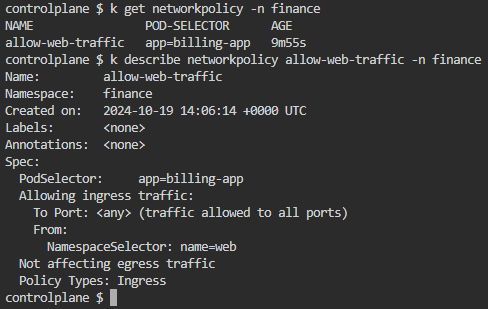 controlplane $ k get networkpolicy -n finance
NAME                POD-SELECTOR      AGE
allow-web-traffic   app=billing-app   9m55s
controlplane $ k describe networkpolicy allow-web-traffic -n finance
Name:         allow-web-traffic
Namespace:    finance
Created on:   2024-10-19 14:06:14 +0000 UTC
Labels:       <none>
Annotations:  <none>
Spec:
  PodSelector:     app=billing-app
  Allowing ingress traffic:
    To Port: <any> (traffic allowed to all ports)
    From:
      NamespaceSelector: name=web
  Not affecting egress traffic
  Policy Types: Ingress
controlplane $